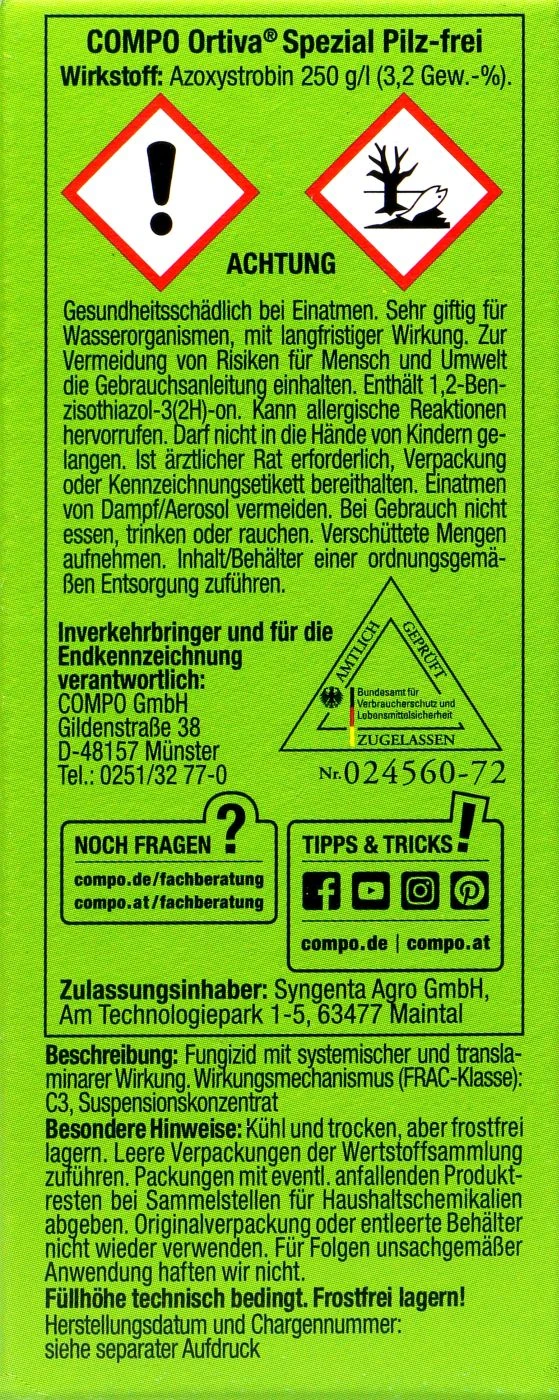 COMPO Ortiva® Spezial Pilz-frei
Wirkstoff: Azoxystrobin 250 g/l (3,2 Gew.-%).
ACHTUNG
Gesundheitsschädlich bei Einatmen. Sehr giftig für
Wasserorganismen, mit langfristiger Wirkung. Zur
Vermeidung von Risiken für Mensch und Umwelt
die Gebrauchsanleitung einhalten. Enthält 1,2-Ben-
zisothiazol-3(2H)-on. Kann allergische Reaktionen
hervorrufen. Darf nicht in die Hände von Kindern ge-
langen. Ist ärztlicher Rat erforderlich, Verpackung
oder Kennzeichnungsetikett bereithalten. Einatmen
von Dampf/Aerosol vermeiden. Bei Gebrauch nicht
essen, trinken oder rauchen. Verschüttete Mengen
aufnehmen. Inhalt/Behälter einer ordnungsgemä-
ßen Entsorgung zuführen.
Inverkehrbringer und für die
Endkennzeichnung
verantwortlich:
COMPO GmbH
Gildenstraße 38
D-48157 Münster
Tel.: 0251/32 77-0
AMTLICH
GEPRÜFT
Bundesamt für
Verbraucherschutz und
Lebensmittelsicherheit
ZUGELASSEN
Nr. 024560-72
NOCH FRAGEN ?
compo.de/fachberatung
compo.at/fachberatung
TIPPS & TRICKS !
compo.de | compo.at
Zulassungsinhaber: Syngenta Agro GmbH,
Am Technologiepark 1-5, 63477 Maintal
Beschreibung: Fungizid mit systemischer und transla-
minarer Wirkung. Wirkungsmechanismus (FRAC-Klasse):
C3, Suspensionskonzentrat
Besondere Hinweise: Kühl und trocken, aber frostfrei
lagern. Leere Verpackungen der Wertstoffsammlung
zuführen. Packungen mit eventl. anfallenden Produkt-
resten bei Sammelstellen für Haushaltschemikalien
abgeben. Originalverpackung oder entleerte Behälter
nicht wieder verwenden. Für Folgen unsachgemäßer
Anwendung haften wir nicht.
Füllhöhe technisch bedingt. Frostfrei lagern!
Herstellungsdatum und Chargennummer:
siehe separater Aufdruck